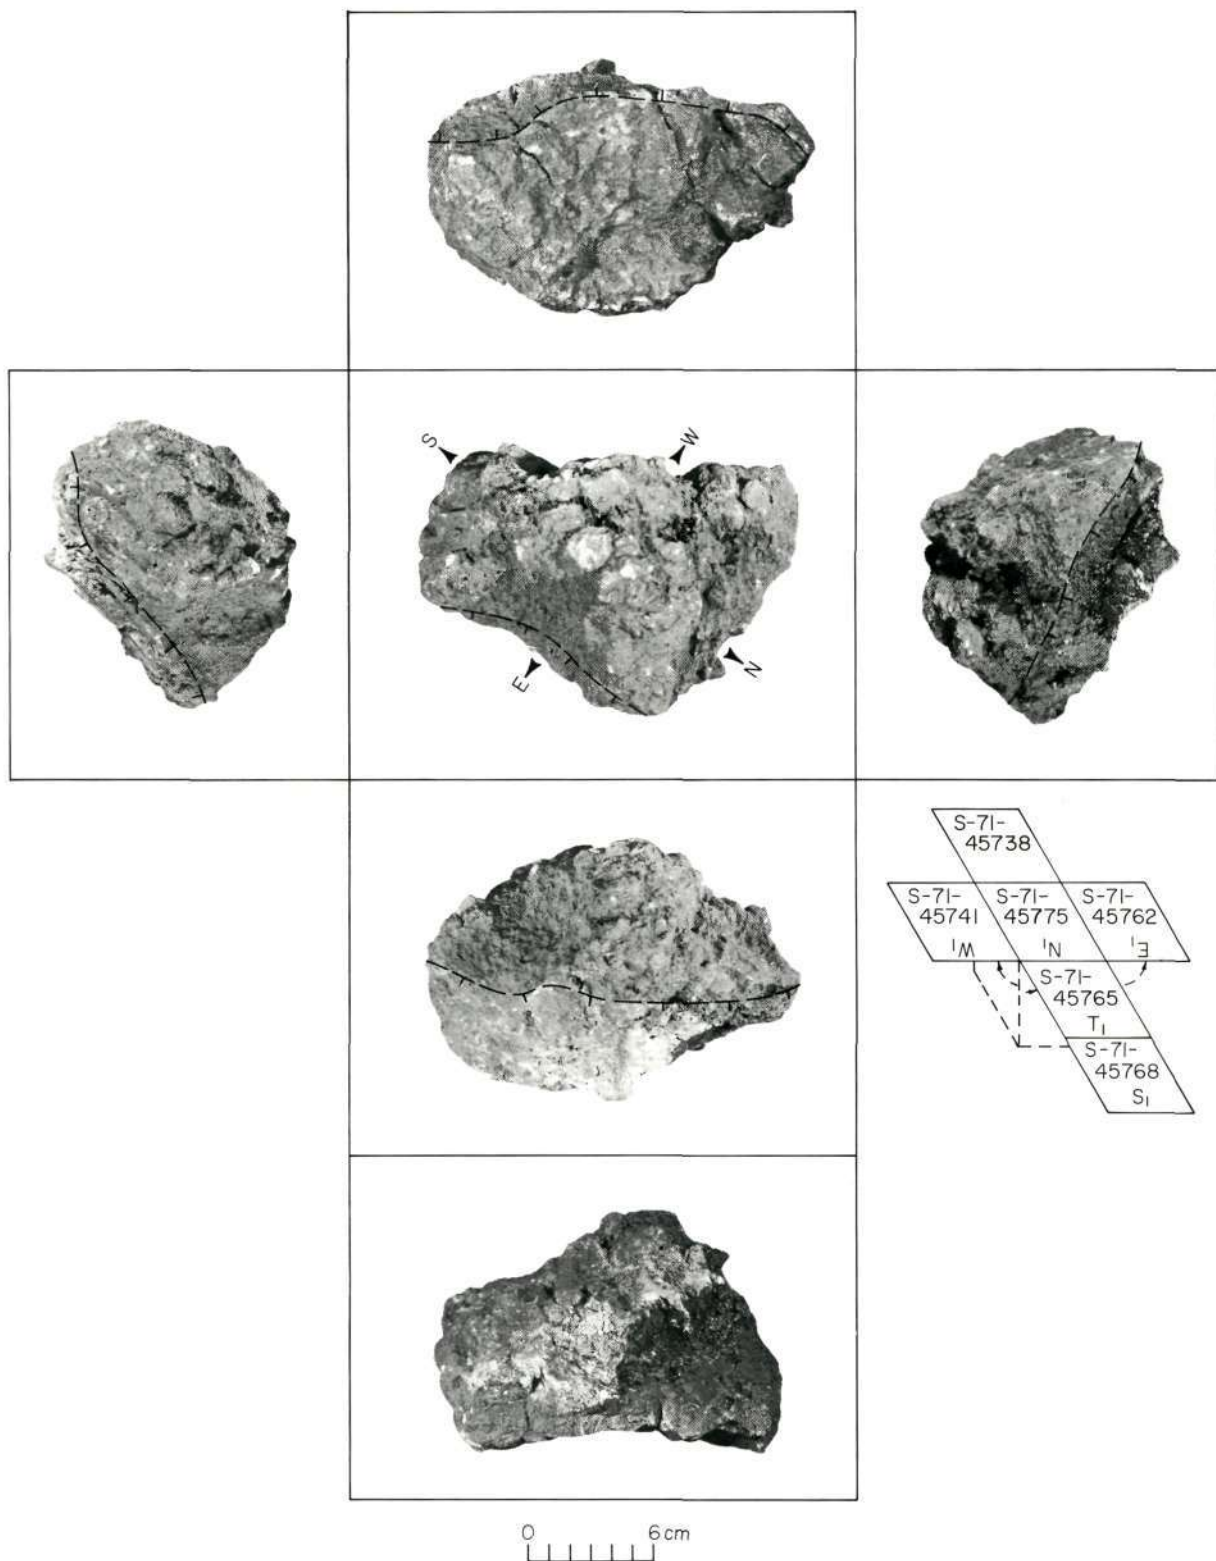 S
W
E
N
S-71-
45738
S-71-
45741
W₁
S-71-
45775
N₁
S-71-
45762
E₁
S-71-
45765
T₁
S-71-
45768
S₁
0 6 cm